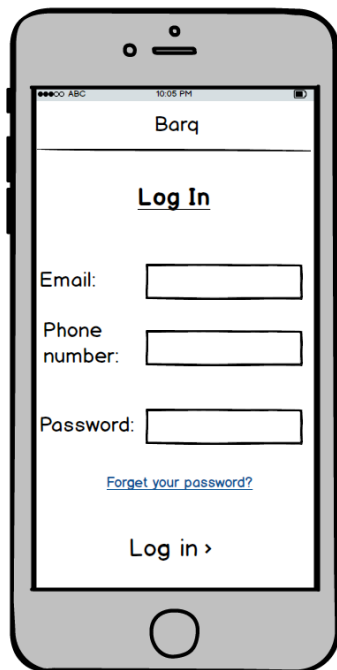 ABC 10:05 PM
Barq
Log In
Email:
Phone
number:
Password:
Forget your password?
Log in >